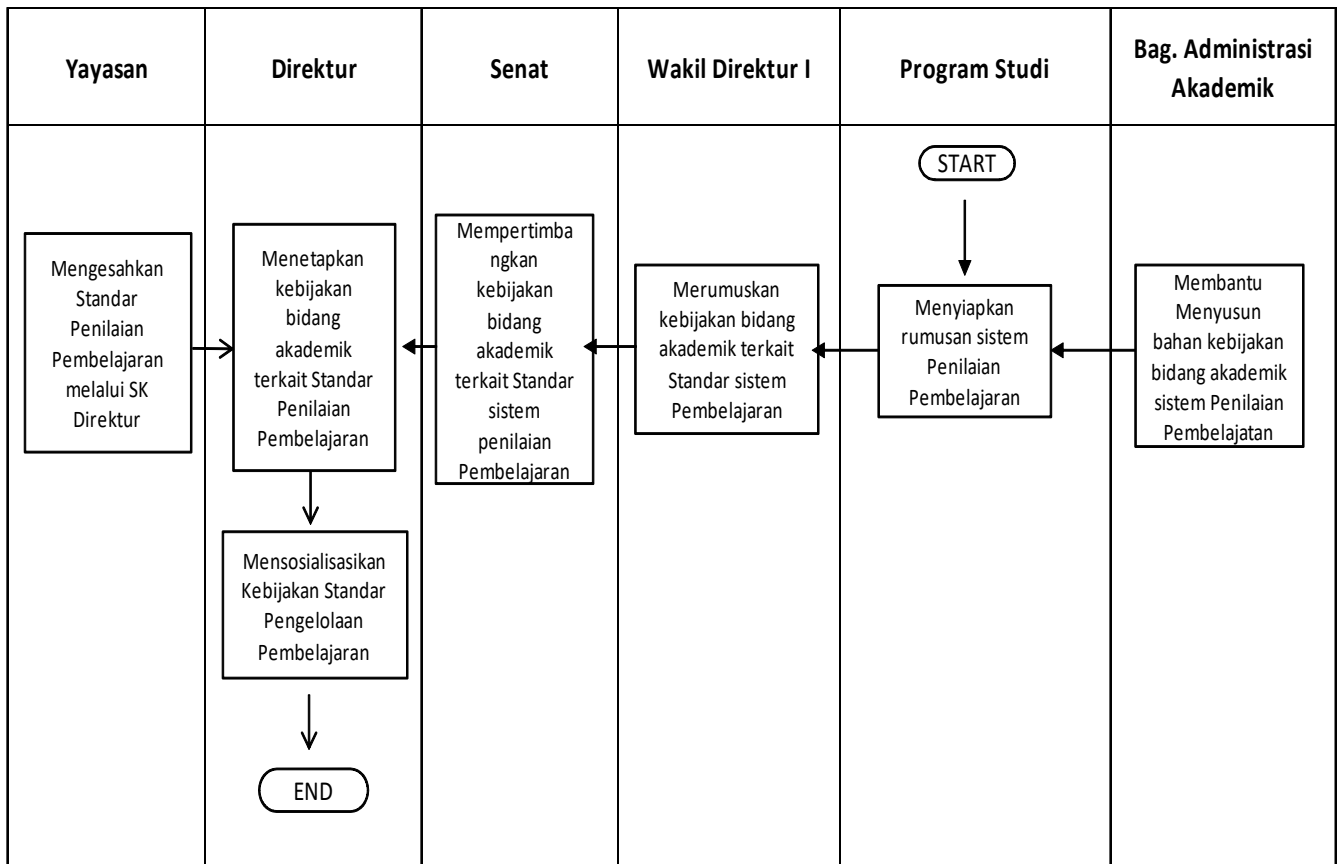 Yayasan
Direktur
Senat
Wakil Direktur I
Program Studi
Bag. Administrasi
Akademik
START
Mengesahkan
Standar
Penilaian
Pembelajaran
melalui SK
Direktur
Menetapkan
kebijakan
bidang
akademik
terkait Standar
Penilaian
Pembelajaran
Mempertimba
ngkan
kebijakan
bidang
akademik
terkait Standar
sistem
penilaian
Pembelajaran
Merumuskan
kebijakan bidang
akademik terkait
Standar sistem
Pembelajaran
Menyiapkan
rumusan sistem
Penilaian
Pembelajaran
Membantu
Menyusun
bahan kebijakan
bidang akademik
sistem Penilaian
Pembelajatan
Mensosialisasikan
Kebijakan Standar
Pengelolaan
Pembelajaran
END